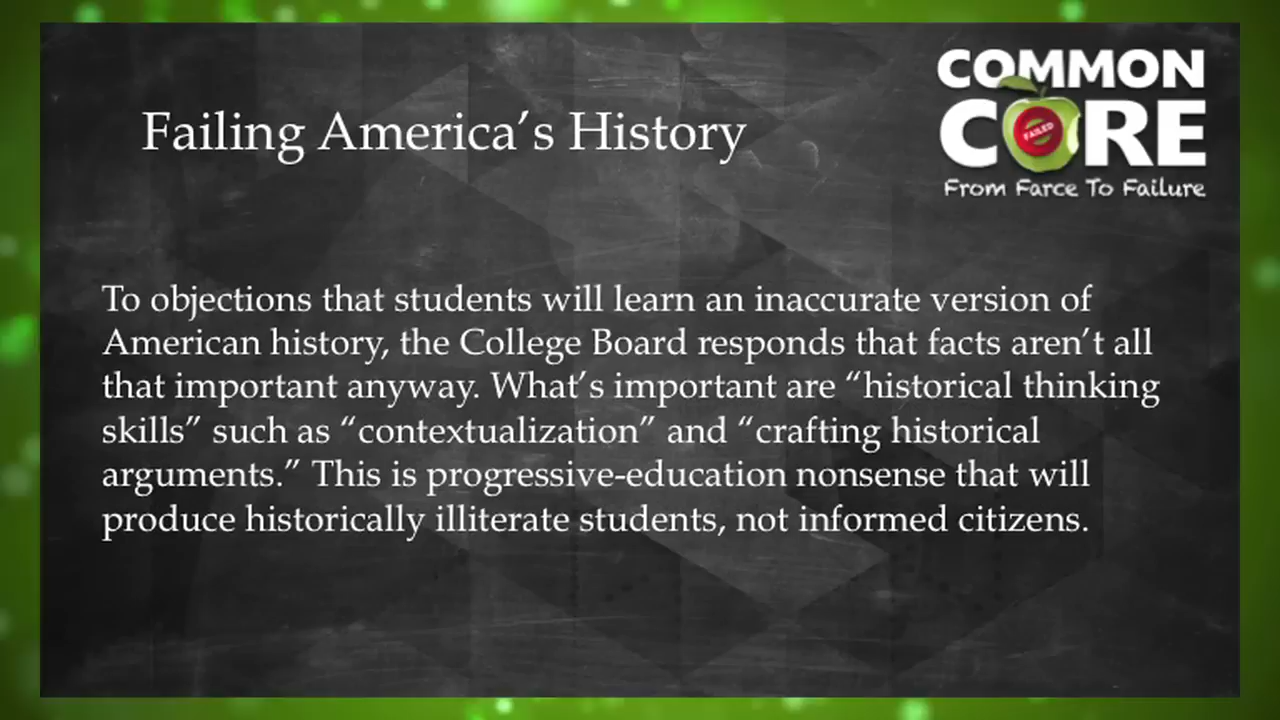 COMMON
CORE
FAILED
From Farce To Failure
Failing America’s History
To objections that students will learn an inaccurate version of
American history, the College Board responds that facts aren’t all
that important anyway. What’s important are “historical thinking
skills” such as “contextualization” and “crafting historical
arguments.” This is progressive-education nonsense that will
produce historically illiterate students, not informed citizens.